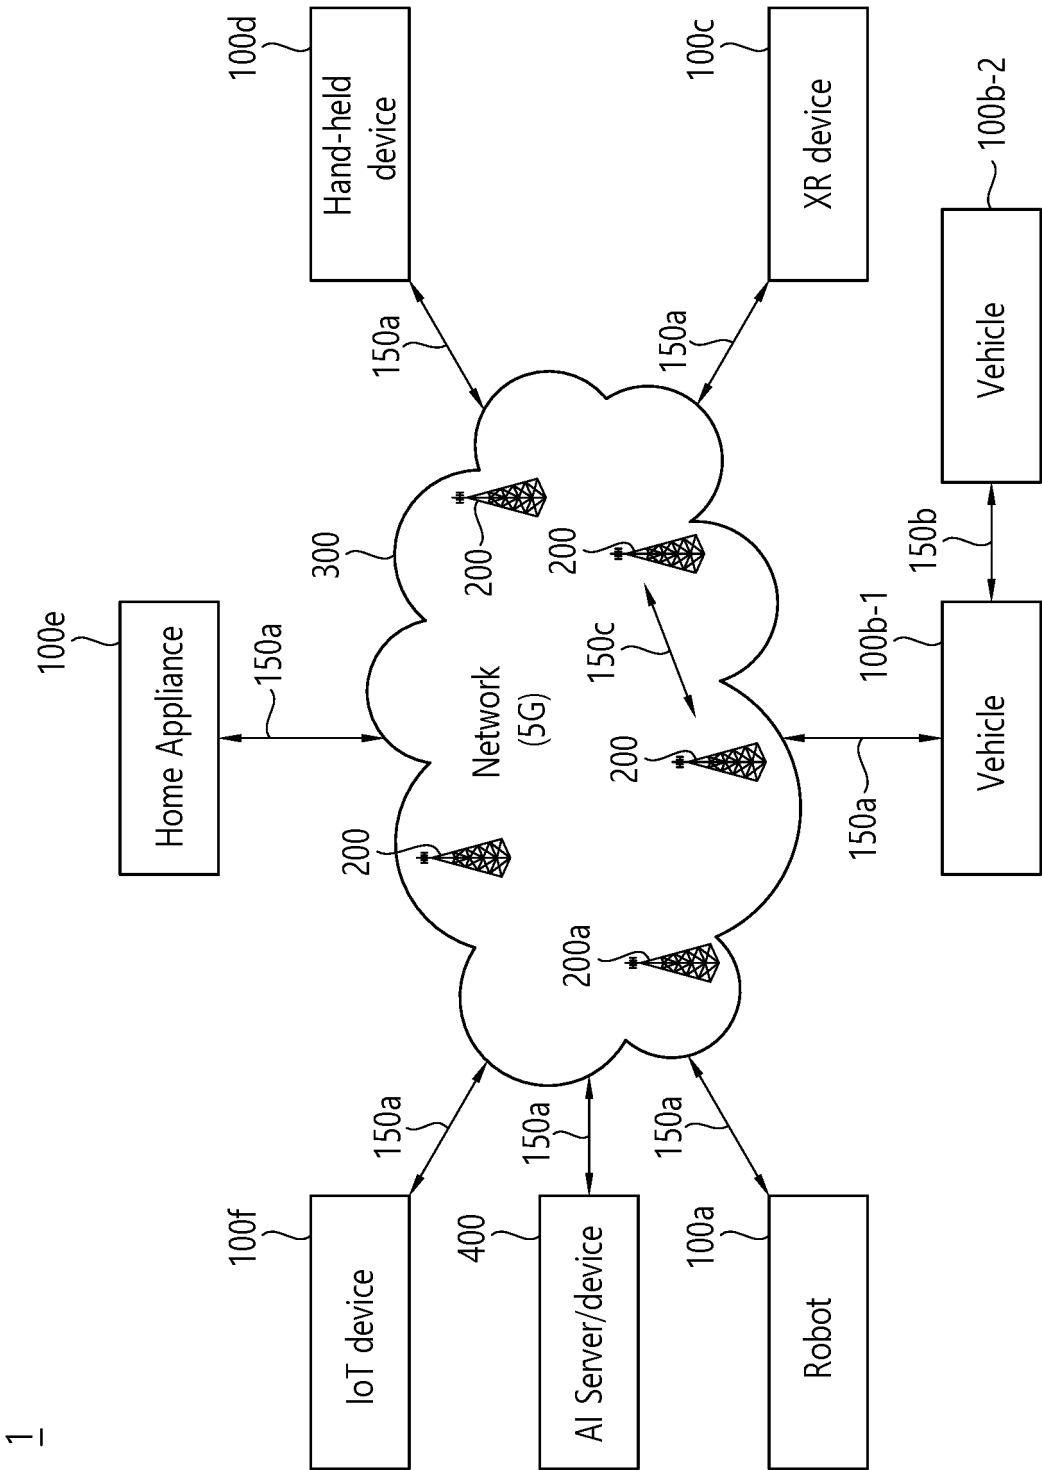 1
100e
Home Appliance
150a
100f
IoT device
150a
300
100d
Hand-held
device
150a
200
200
Network
(5G)
200
400
AI Server/device
150a
200a
200
150c
100a
Robot
150a
150a
100c
XR device
150a
100b-1
Vehicle
150b
100b-2
Vehicle